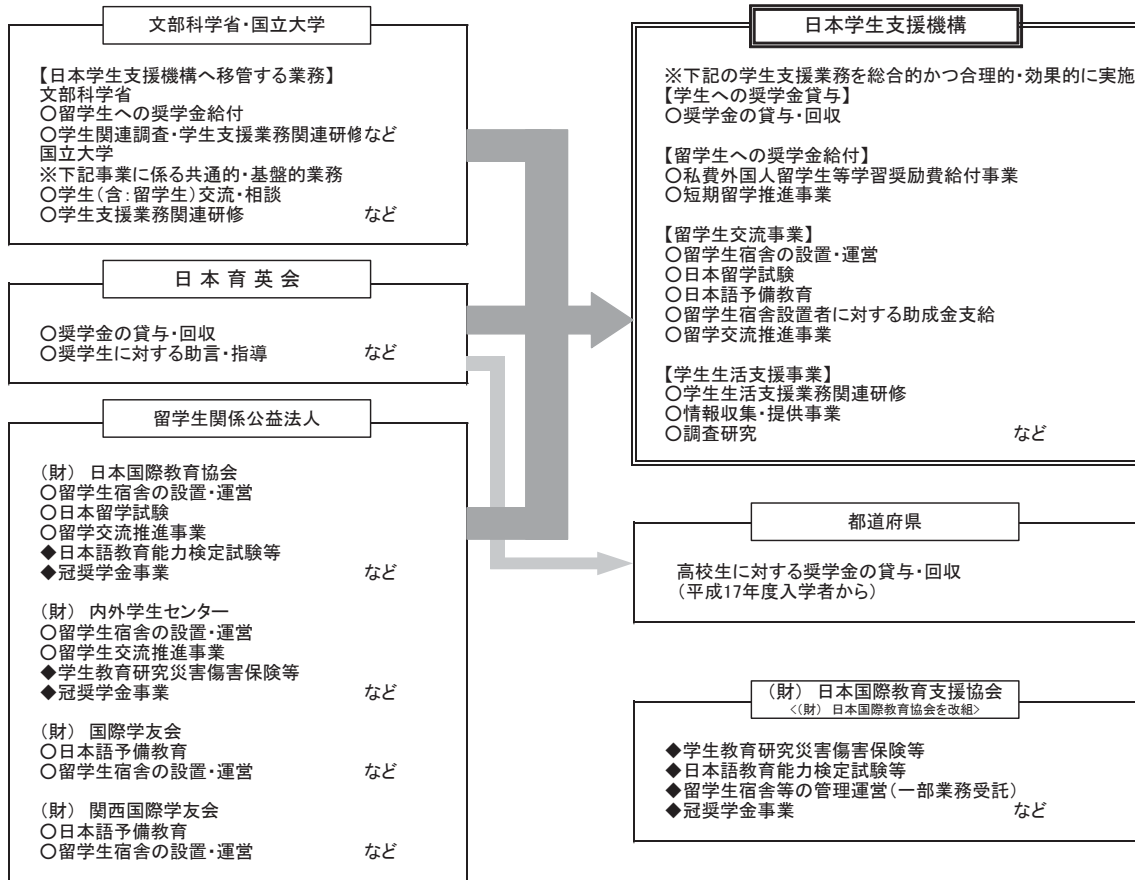 文部科学省・国立大学
【日本学生支援機構へ移管する業務】
文部科学省
○留学生への奨学金給付
○学生関連調査・学生支援業務関連研修など
国立大学
※下記事業に係る共通的・基盤的業務
○学生(含：留学生)交流・相談
○学生支援業務関連研修 など
日本育英会
○奨学金の貸与・回収
○奨学生に対する助言・指導 など
留学生関係公益法人
(財) 日本国際教育協会
○留学生宿舎の設置・運営
○日本留学試験
○留学交流推進事業
◆日本語教育能力検定試験等
◆冠奨学金事業 など
(財) 内外学生センター
○留学生宿舎の設置・運営
○留学生交流推進事業
◆学生教育研究災害傷害保険等
◆冠奨学金事業 など
(財) 国際学友会
○日本語予備教育
○留学生宿舎の設置・運営 など
(財) 関西国際学友会
○日本語予備教育
○留学生宿舎の設置・運営 など
日本学生支援機構
※下記の学生支援業務を総合的かつ合理的・効果的に実施
【学生への奨学金貸与】
○奨学金の貸与・回収
【留学生への奨学金給付】
○私費外国人留学生等学習奨励費給付事業
○短期留学推進事業
【留学生交流事業】
○留学生宿舎の設置・運営
○日本留学試験
○日本語予備教育
○留学生宿舎設置者に対する助成金支給
○留学交流推進事業
【学生生活支援事業】
○学生生活支援業務関連研修
○情報収集・提供事業
○調査研究 など
都道府県
高校生に対する奨学金の貸与・回収
(平成17年度入学者から)
(財) 日本国際教育支援協会
<(財) 日本国際教育協会を改組>
◆学生教育研究災害傷害保険等
◆日本語教育能力検定試験等
◆留学生宿舎等の管理運営(一部業務受託)
◆冠奨学金事業 など